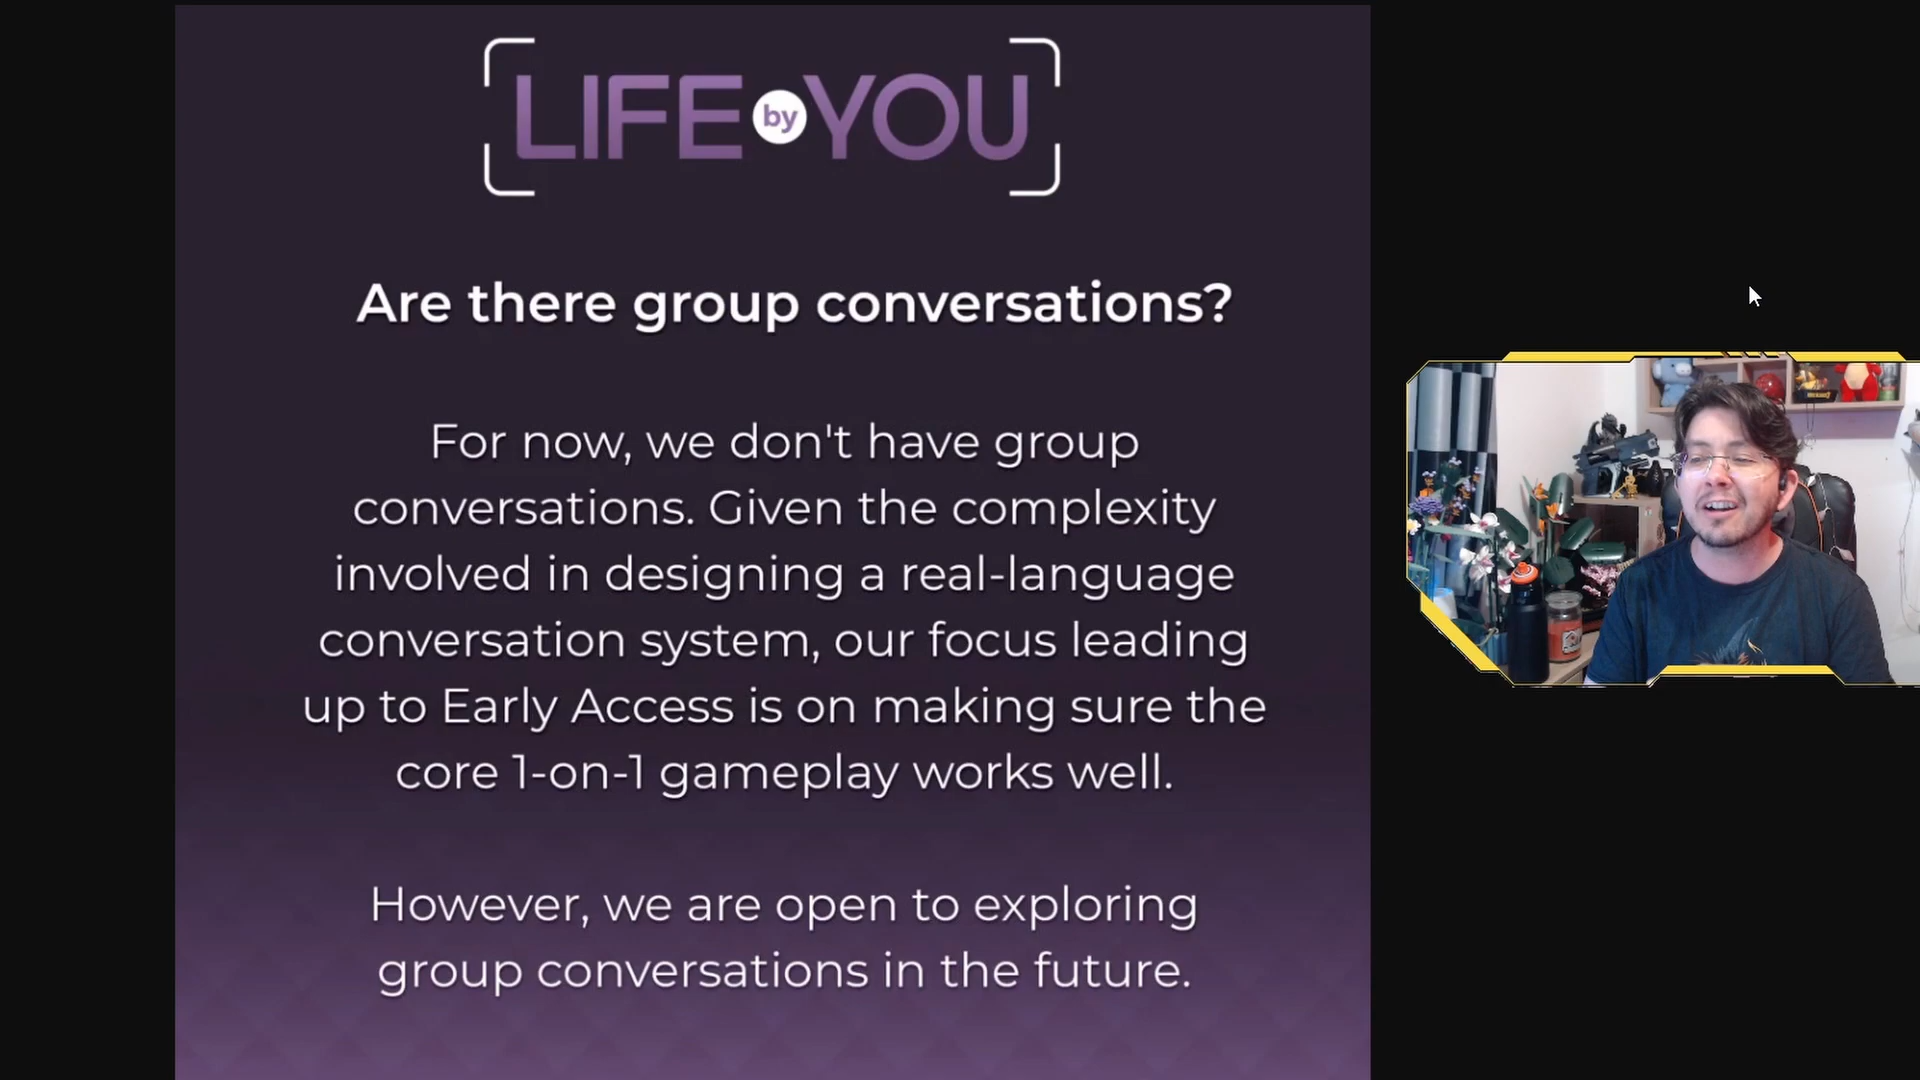 LIFE by YOU
Are there group conversations?
For now, we don't have group
conversations. Given the complexity
involved in designing a real-language
conversation system, our focus leading
up to Early Access is on making sure the
core 1-on-1 gameplay works well.
However, we are open to exploring
group conversations in the future.